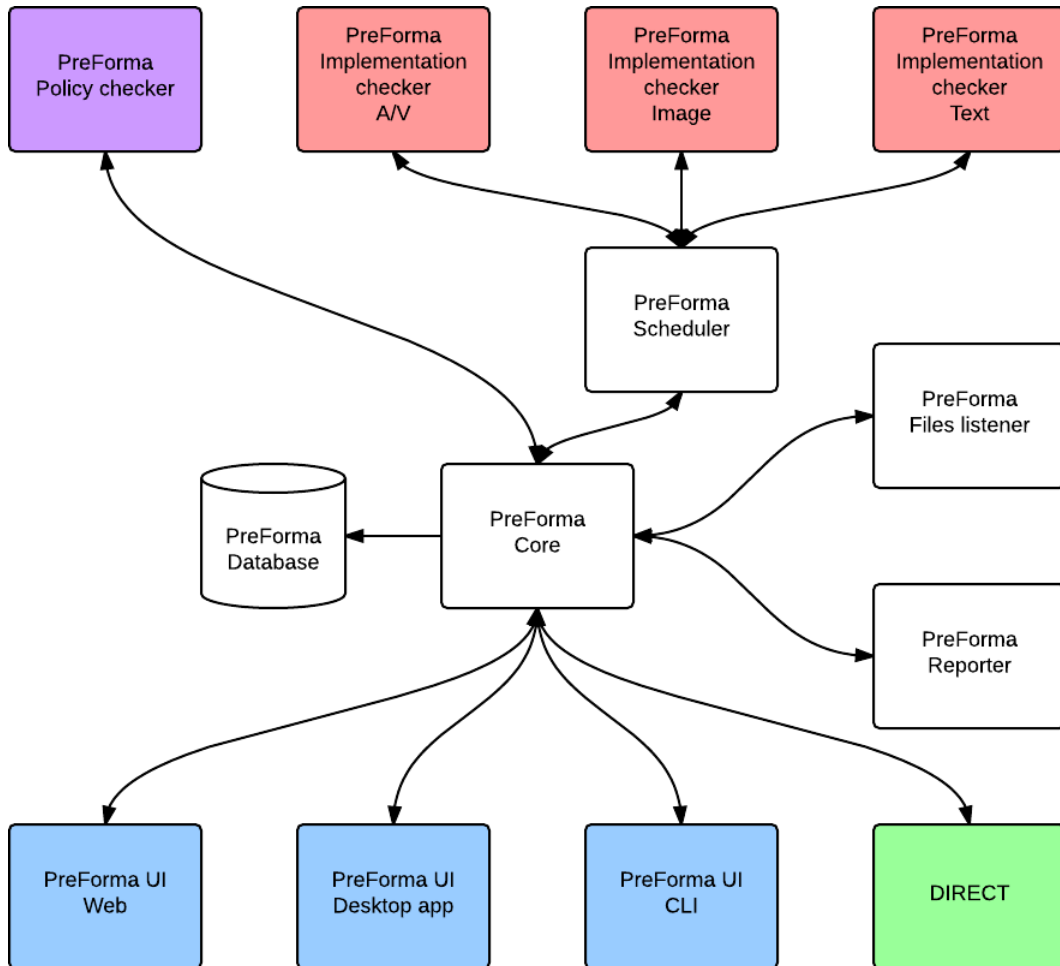 PreForma
Policy checker
PreForma
Implementation
checker
A/V
PreForma
Implementation
checker
Image
PreForma
Implementation
checker
Text
PreForma
Scheduler
PreForma
Files listener
PreForma
Database
PreForma
Core
PreForma
Reporter
PreForma UI
Web
PreForma UI
Desktop app
PreForma UI
CLI
DIRECT